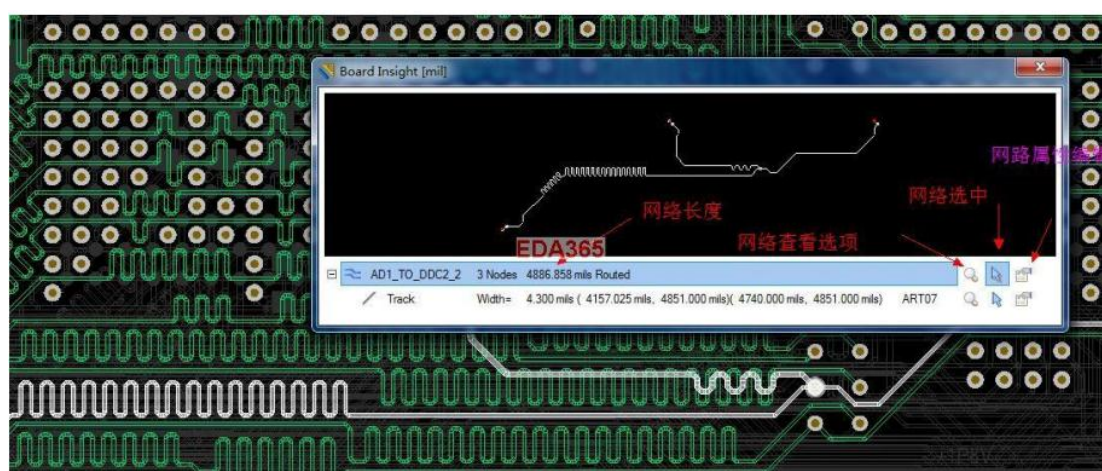 Board Insight [mil]
网路属性编辑
网络选中
网络长度
网络查看选项
EDA365
AD1_TO_DDC2_2 3 Nodes 4886.858 mils Routed
Track Width= 4.300 mils ( 4157.025 mils, 4851.000 mils)( 4740.000 mils, 4851.000 mils) ART07
+1P8V